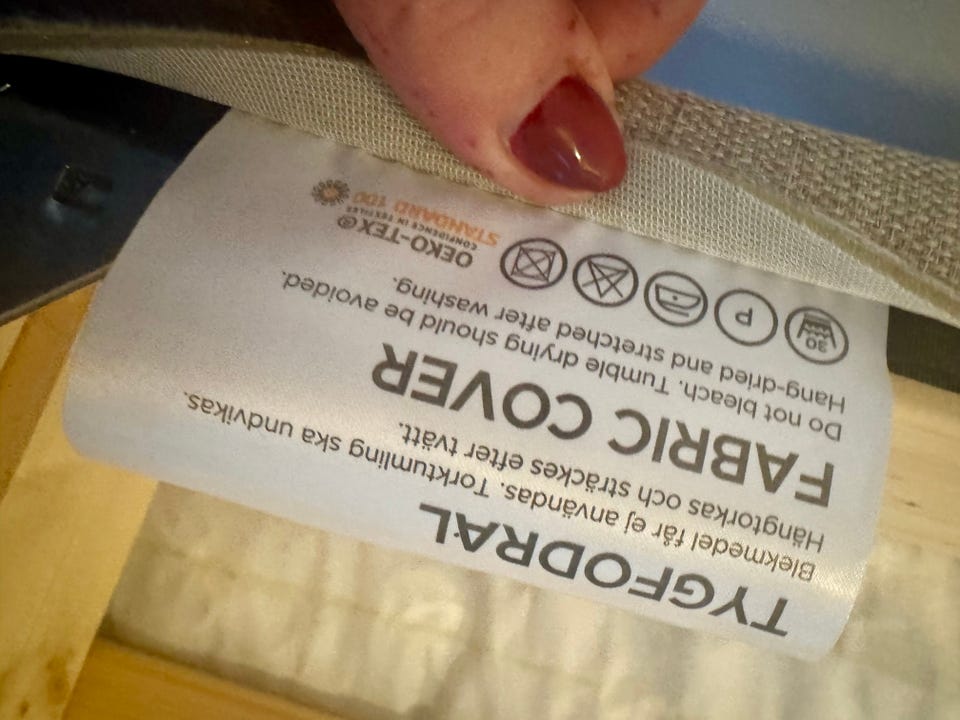 TYGFODRAL
Blekmedel får ej användas. Torktumling ska undvikas.
Hängtorkas och sträckes efter tvätt.
FABRIC COVER
Do not bleach. Tumble drying should be avoided.
Hang-dried and stretched after washing.
30
P
OEKO-TEX®
CONFIDENCE IN TEXTILES
STANDARD 100